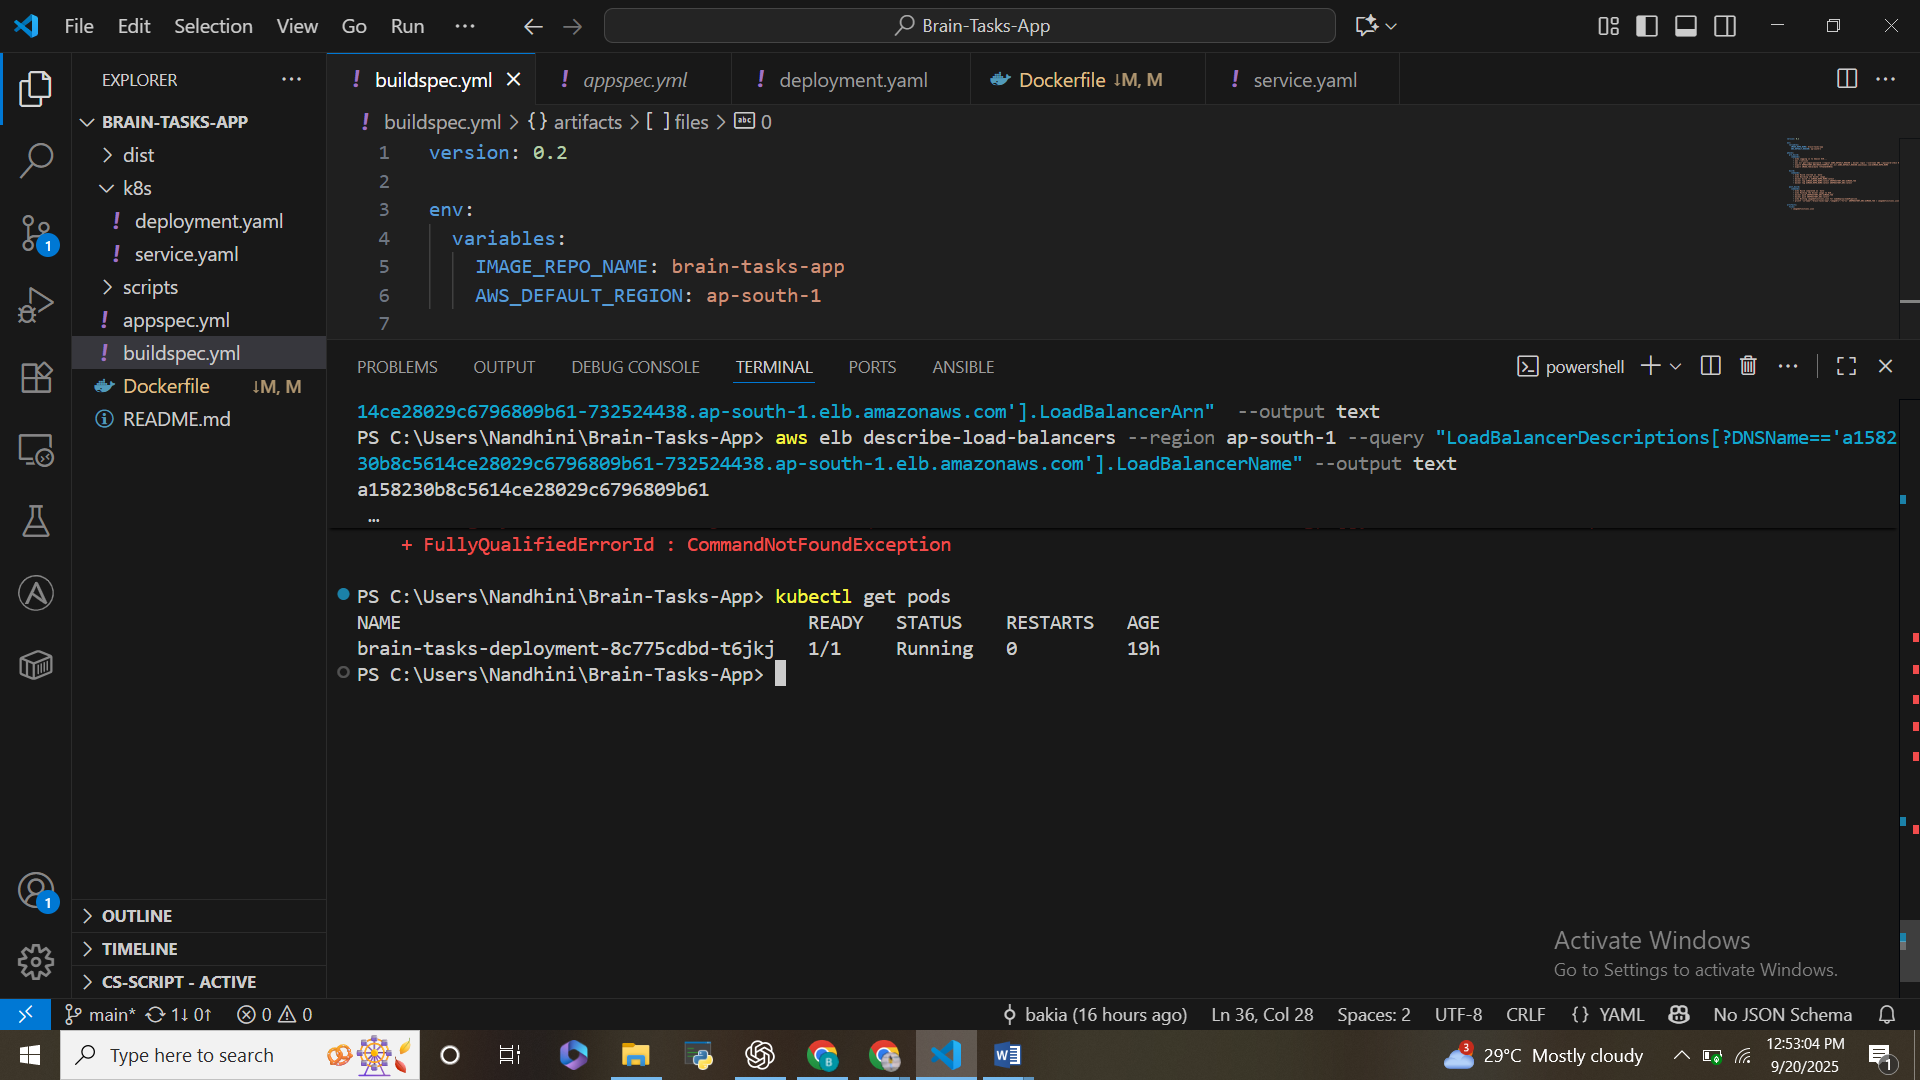 File Edit Selection View Go Run ···
Brain-Tasks-App
EXPLORER ···
BRAIN-TASKS-APP
dist
k8s
! deployment.yaml
! service.yaml
scripts
! appspec.yml
! buildspec.yml
Dockerfile ↓M, M
README.md
OUTLINE
TIMELINE
CS-SCRIPT - ACTIVE
! buildspec.yml ! appspec.yml ! deployment.yaml Dockerfile ↓M, M ! service.yaml
! buildspec.yml > {} artifacts > [ ] files > abc 0
1 version: 0.2
2
3 env:
4 variables:
5 IMAGE_REPO_NAME: brain-tasks-app
6 AWS_DEFAULT_REGION: ap-south-1
7
PROBLEMS OUTPUT DEBUG CONSOLE TERMINAL PORTS ANSIBLE
powershell
14ce28029c6796809b61-732524438.ap-south-1.elb.amazonaws.com'].LoadBalancerArn" --output text
PS C:\Users\Nandhini\Brain-Tasks-App> aws elb describe-load-balancers --region ap-south-1 --query "LoadBalancerDescriptions[?DNSName=='a1582
30b8c5614ce28029c6796809b61-732524438.ap-south-1.elb.amazonaws.com'].LoadBalancerName" --output text
a158230b8c5614ce28029c6796809b61
…
+ FullyQualifiedErrorId : CommandNotFoundException
PS C:\Users\Nandhini\Brain-Tasks-App> kubectl get pods
NAME READY STATUS RESTARTS AGE
brain-tasks-deployment-8c775cdbd-t6jkj 1/1 Running 0 19h
PS C:\Users\Nandhini\Brain-Tasks-App>
Activate Windows
Go to Settings to activate Windows.
1
1
main* 1↓ 0↑ 0 0
bakia (16 hours ago) Ln 36, Col 28 Spaces: 2 UTF-8 CRLF {} YAML No JSON Schema
Type here to search
B
3
29°C Mostly cloudy
12:53:04 PM
9/20/2025
1